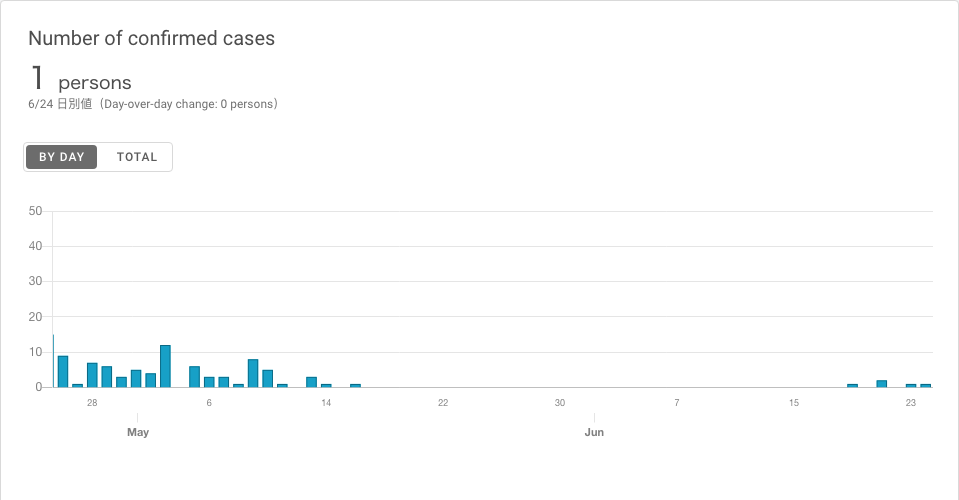 Number of confirmed cases
1 persons
6/24 日別値（Day-over-day change: 0 persons）
BY DAY TOTAL
50
40
30
20
10
0
28 6 14 22 30 7 15 23
May Jun